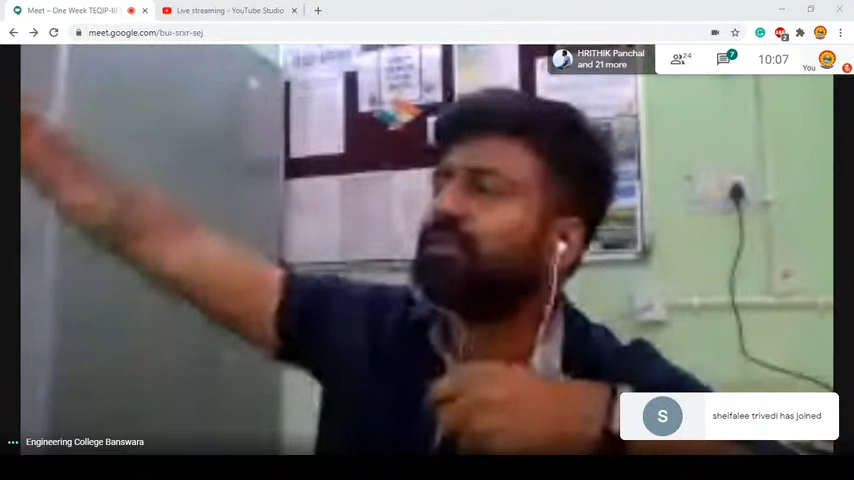 Meet – One Week TEQIP-III
Live streaming - YouTube Studio
meet.google.com/bui-srxr-sej
HRITHIK Panchal
and 21 more
24
7
10:07
You
S
sheifalee trivedi has joined
Engineering College Banswara